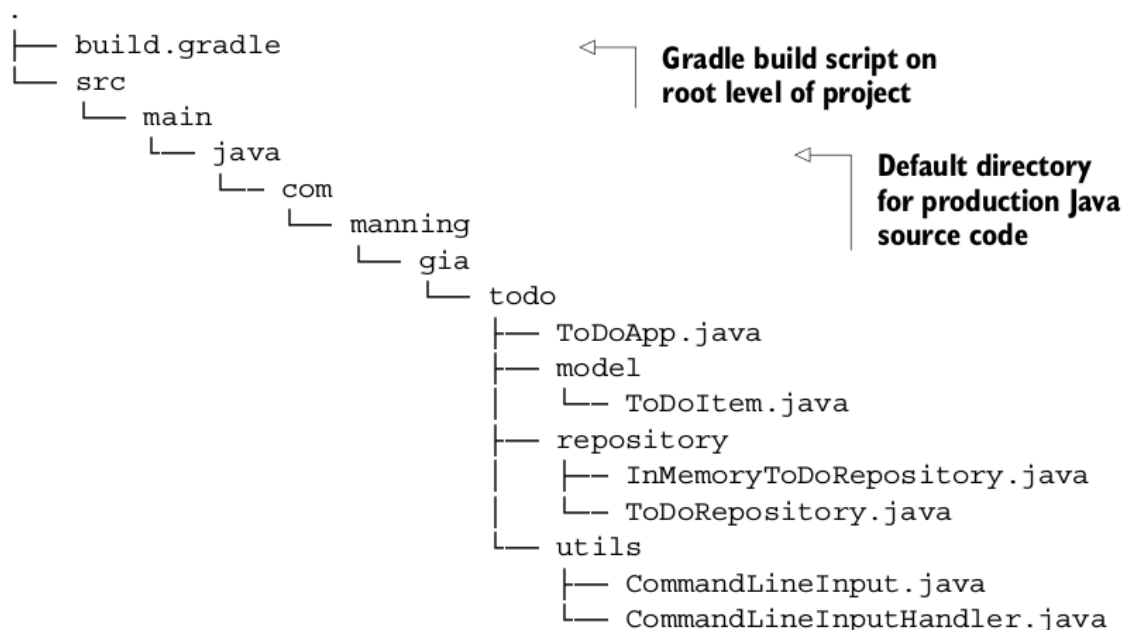 .
├── build.gradle
Gradle build script on
root level of project
└── src
└── main
└── java
Default directory
for production Java
source code
└── com
└── manning
└── gia
└── todo
├── ToDoApp.java
├── model
│ └── ToDoItem.java
├── repository
│ ├── InMemoryToDoRepository.java
│ └── ToDoRepository.java
└── utils
├── CommandLineInput.java
└── CommandLineInputHandler.java